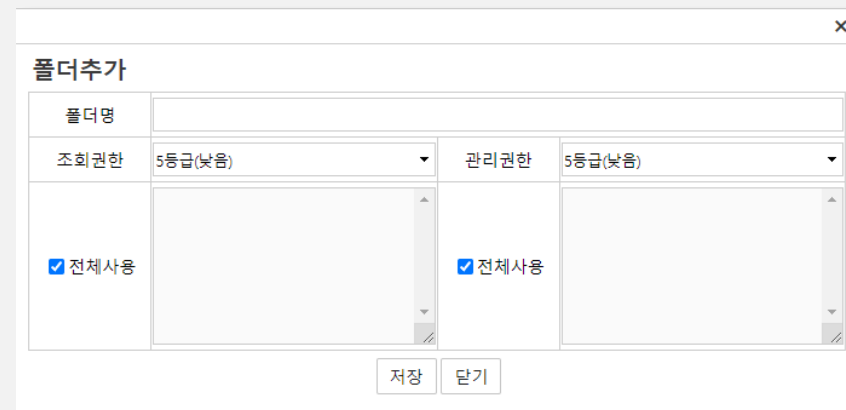 폴더추가
폴더명
조회권한 5등급(낮음) 관리권한 5등급(낮음)
전체사용 전체사용
저장 닫기